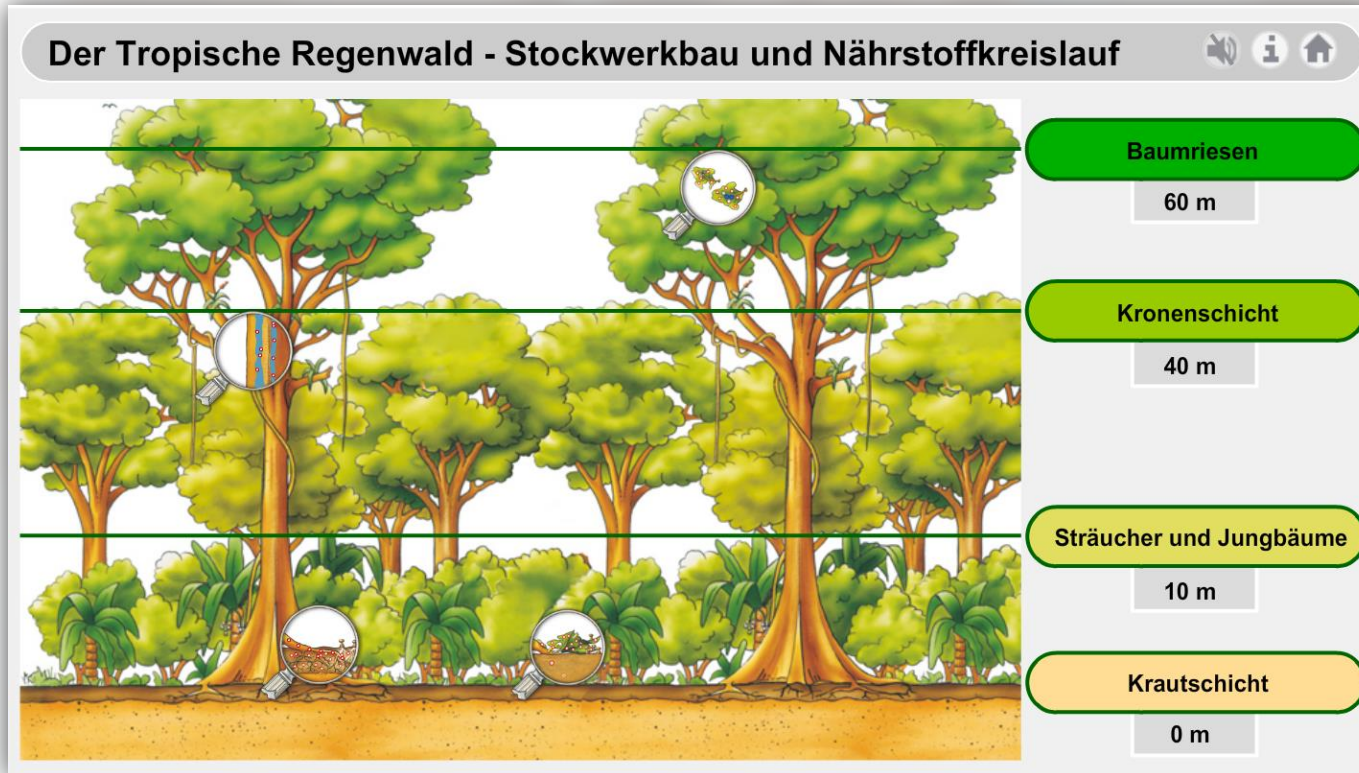 Der Tropische Regenwald - Stockwerkbau und Nährstoffkreislauf
Baumriesen
60 m
Kronenschicht
40 m
Sträucher und Jungbäume
10 m
Krautschicht
0 m